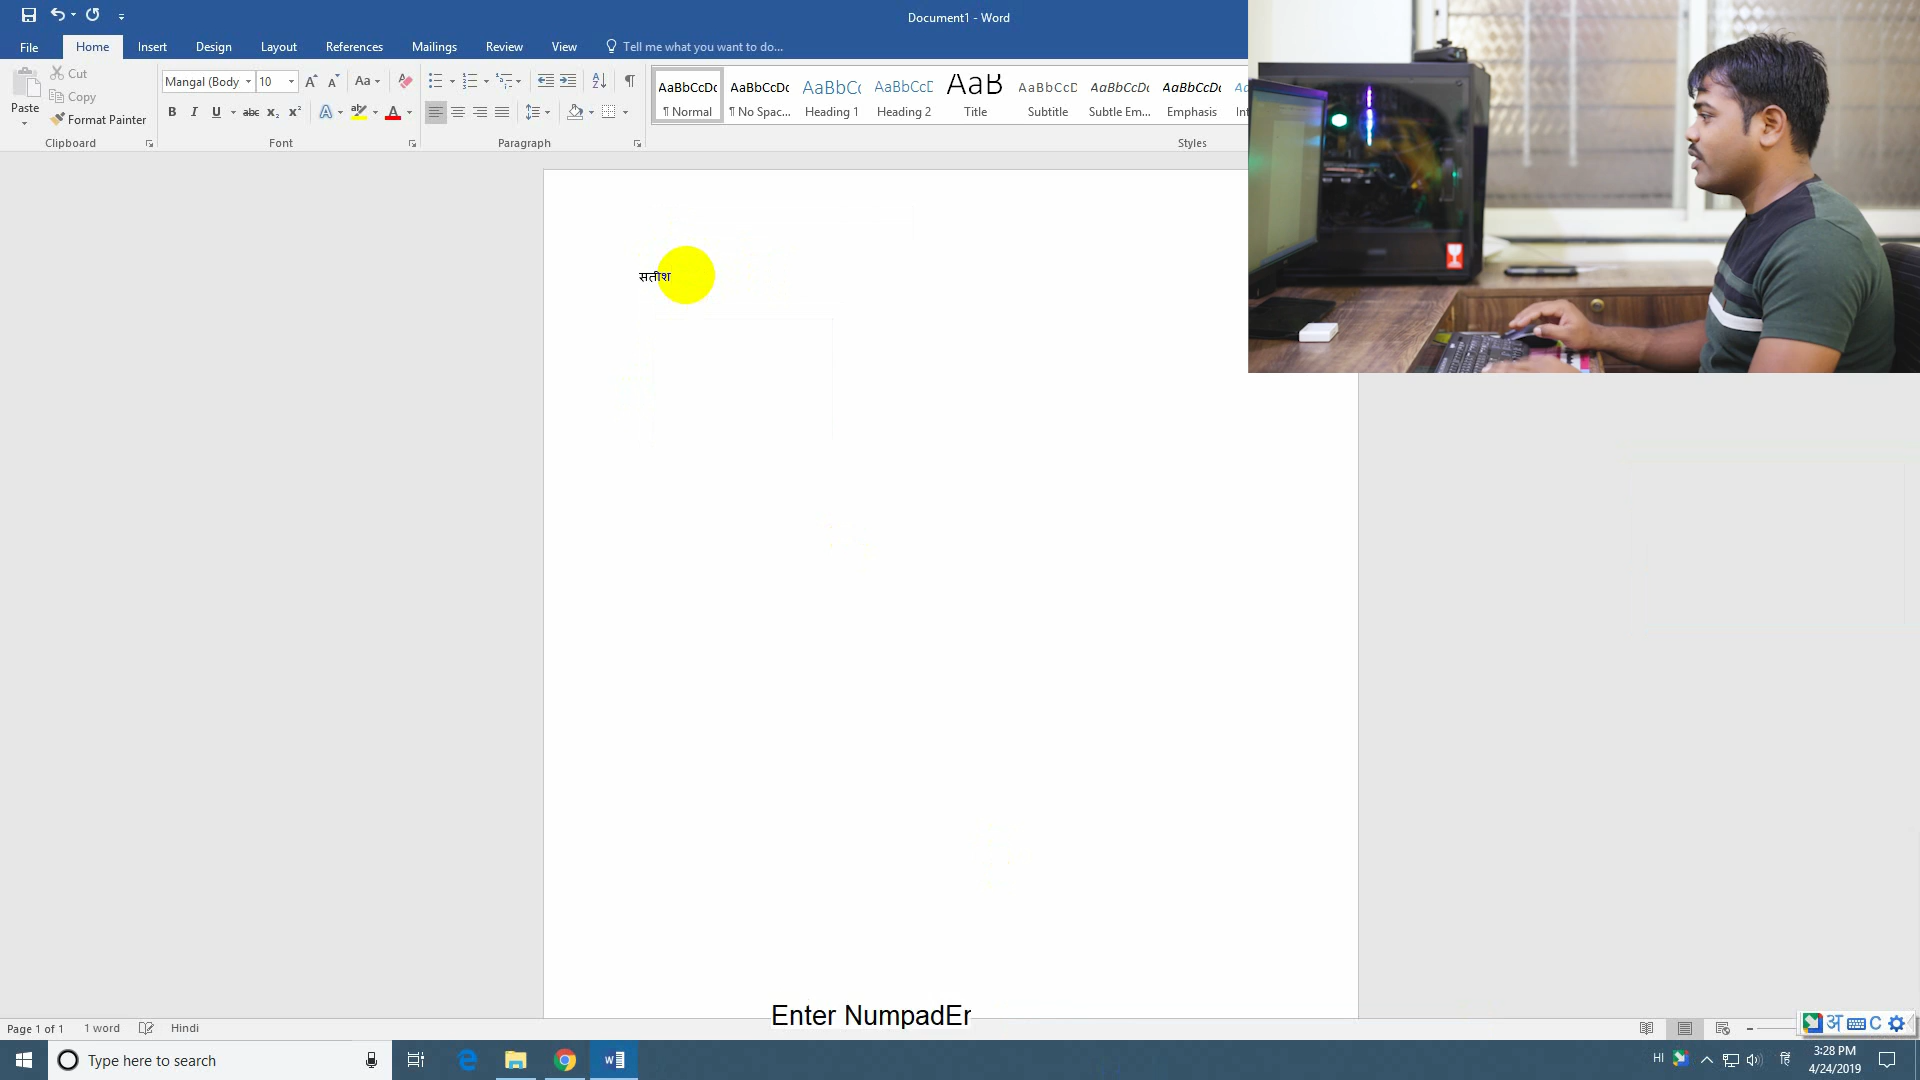 Document1 - Word
File Home Insert Design Layout References Mailings Review View Tell me what you want to do...
Paste
Cut
Copy
Format Painter
Clipboard
Mangal (Body 10
Font
Paragraph
AaBbCcDc AaBbCcDc AaBbCc AaBbCcD AaB AaBbCcD AaBbCcDc AaBbCcDc
¶ Normal ¶ No Spac... Heading 1 Heading 2 Title Subtitle Subtle Em... Emphasis Int
Styles
सतीश
Enter NumpadEr
Page 1 of 1 1 word Hindi
अ C
Type here to search
HI हिं 3:28 PM
4/24/2019